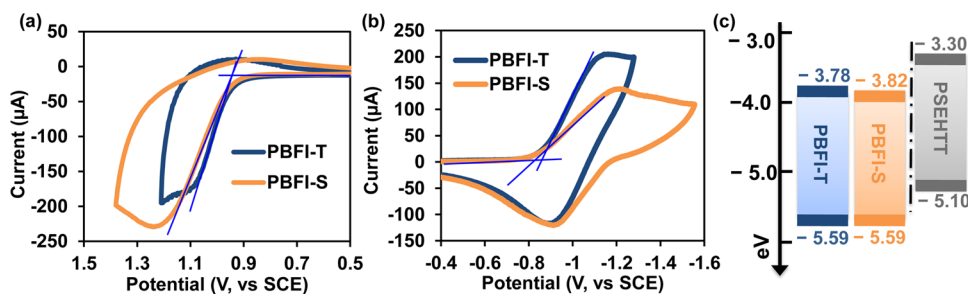 (a)
50
0
-50
-100
-150
-200
-250
Current (µA)
PBFI-T
PBFI-S
1.5 1.3 1.1 0.9 0.7 0.5
Potential (V, vs SCE)
(b)
250
200
150
100
50
0
-50
-100
-150
Current (µA)
PBFI-T
PBFI-S
-0.4 -0.6 -0.8 -1 -1.2 -1.4 -1.6
Potential (V, vs SCE)
(c)
– 3.0
– 4.0
– 5.0
eV
– 3.78
PBFI-T
– 5.59
– 3.82
PBFI-S
– 5.59
– 3.30
PSEHTT
– 5.10